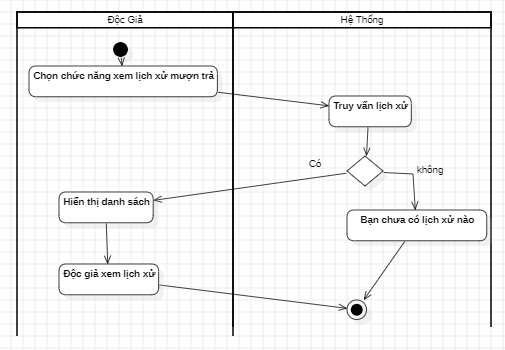 Độc Giả
Hệ Thống
Chọn chức năng xem lịch xử mượn trả
Truy vấn lịch xử
Có
không
Hiển thị danh sách
Bạn chưa có lịch xử nào
Độc giả xem lịch xử